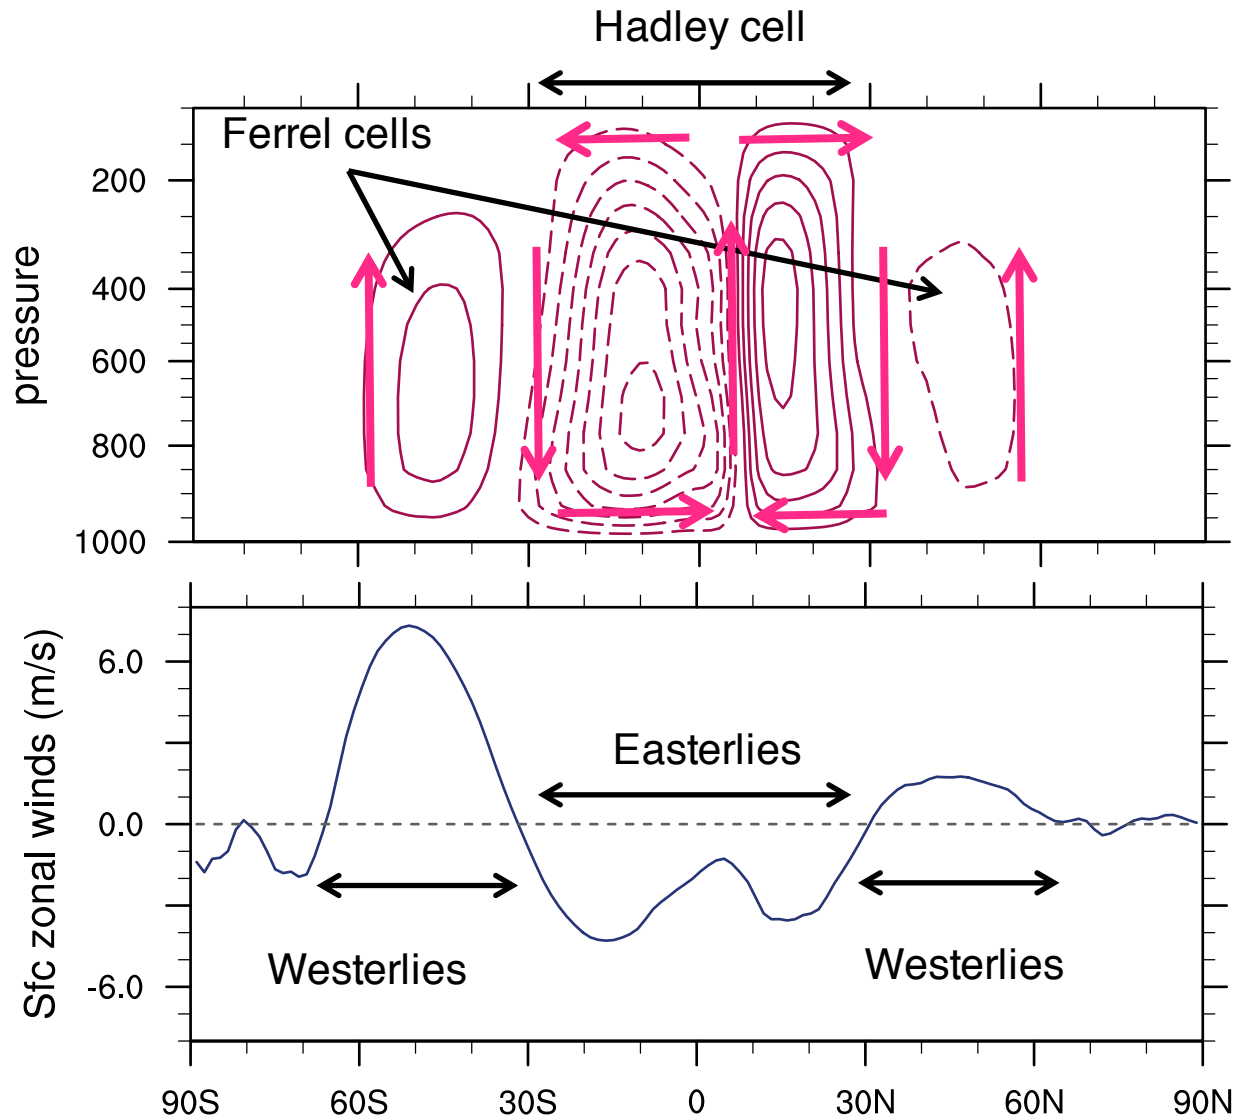 Hadley cell
Ferrel cells
pressure
200
400
600
800
1000
Sfc zonal winds (m/s)
6.0
0.0
-6.0
Easterlies
Westerlies
Westerlies
90S 60S 30S 0 30N 60N 90N